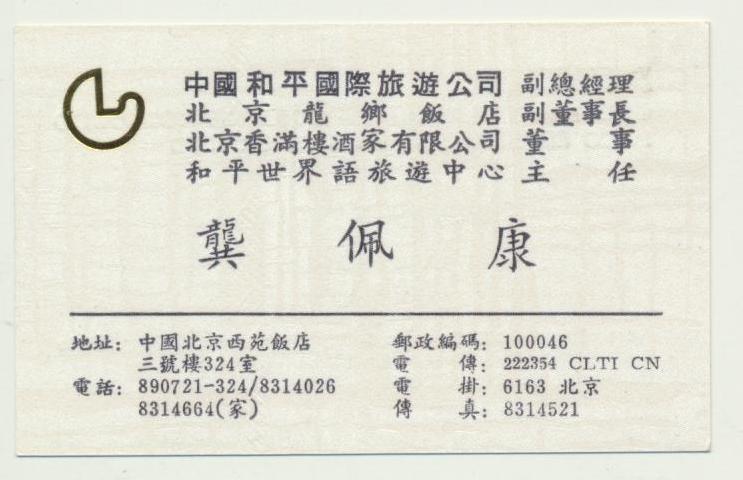 中國和平國際旅遊公司 副總經理
北京龍鄉飯店 副董事長
北京香滿樓酒家有限公司 董事
和平世界語旅遊中心 主任
龔佩康
地址: 中國北京西苑飯店
三號樓324室
電話: 890721-324/8314026
8314664(家)
郵政編碼: 100046
電傳: 222354 CLTI CN
電掛: 6163 北京
傳真: 8314521